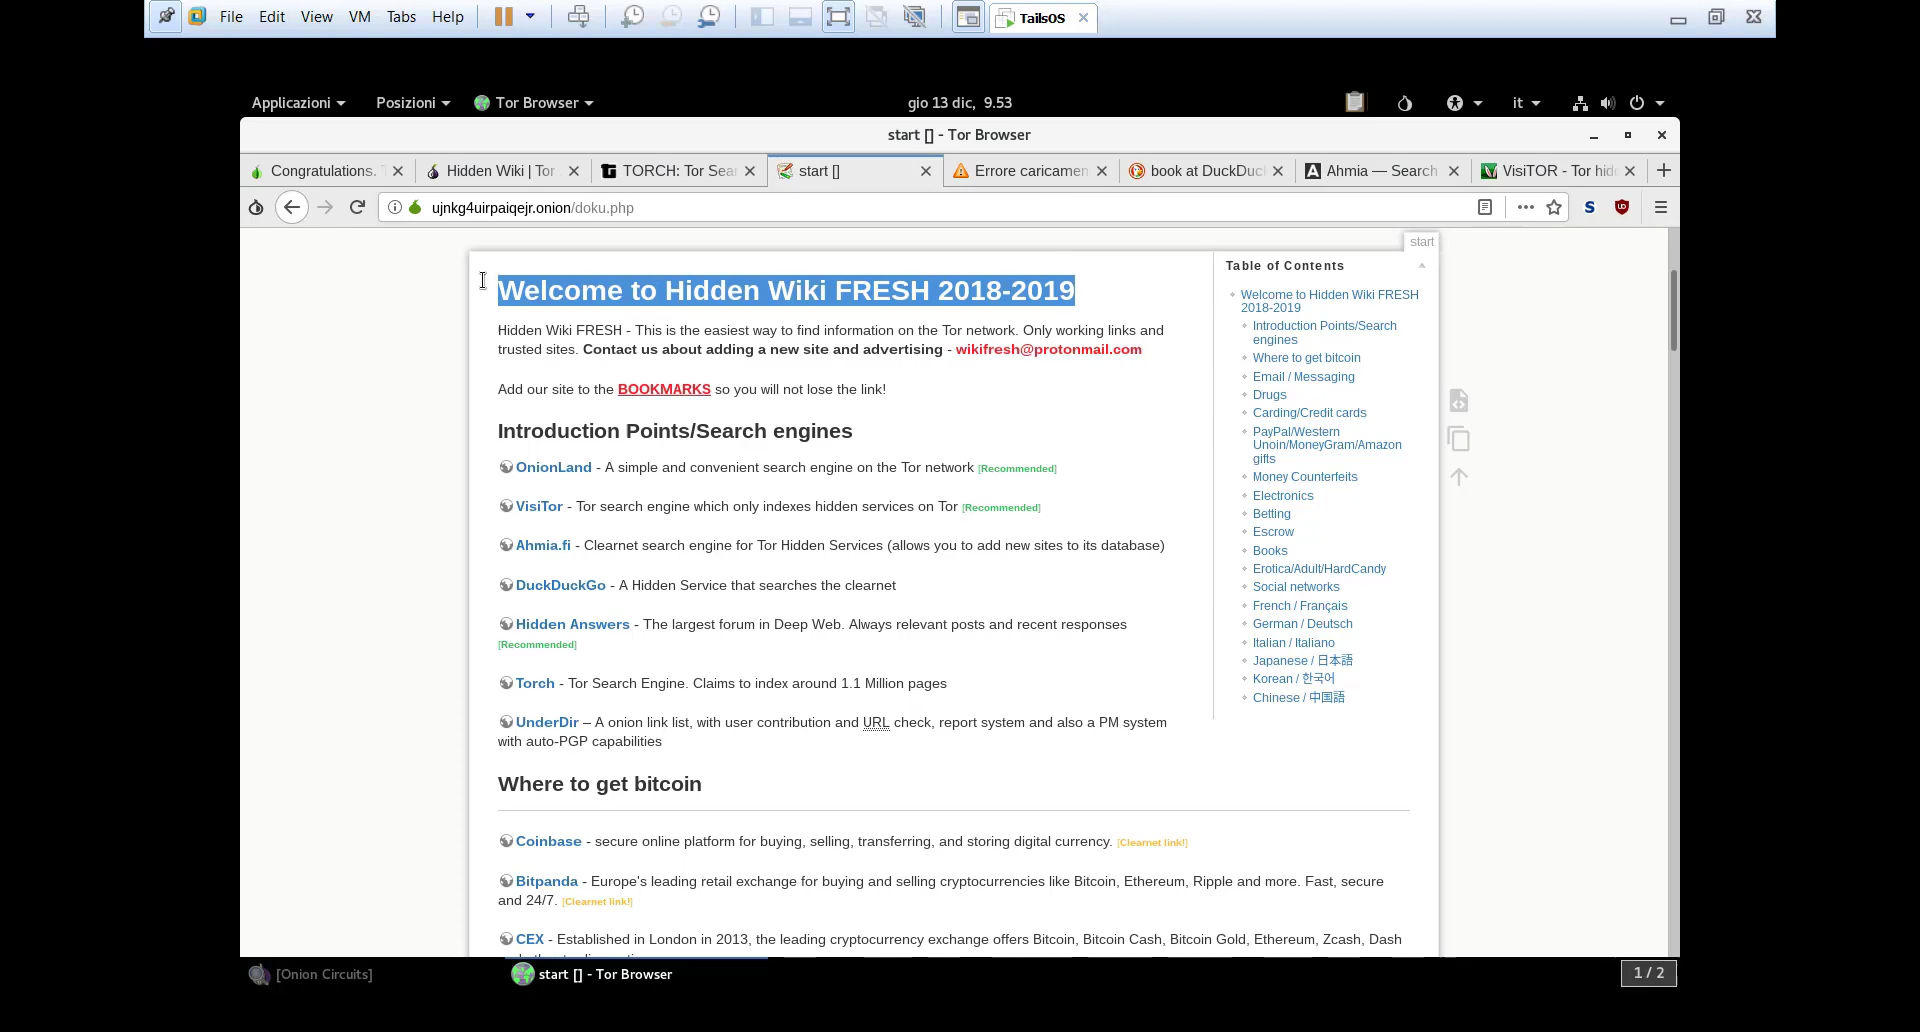 File Edit View VM Tabs Help TailsOS
Applicazioni Posizioni Tor Browser gio 13 dic, 9.53 it
start [] - Tor Browser
Congratulations. Hidden Wiki | Tor TORCH: Tor Sear start [] Errore caricamen book at DuckDuc Ahmia — Search VisiTOR - Tor hid
ujnkg4uirpaiqejr.onion/doku.php
start
Welcome to Hidden Wiki FRESH 2018-2019
Hidden Wiki FRESH - This is the easiest way to find information on the Tor network. Only working links and
trusted sites. Contact us about adding a new site and advertising - wikifresh@protonmail.com
Add our site to the BOOKMARKS so you will not lose the link!
Introduction Points/Search engines
OnionLand - A simple and convenient search engine on the Tor network [Recommended]
VisiTor - Tor search engine which only indexes hidden services on Tor [Recommended]
Ahmia.fi - Clearnet search engine for Tor Hidden Services (allows you to add new sites to its database)
DuckDuckGo - A Hidden Service that searches the clearnet
Hidden Answers - The largest forum in Deep Web. Always relevant posts and recent responses
[Recommended]
Torch - Tor Search Engine. Claims to index around 1.1 Million pages
UnderDir – A onion link list, with user contribution and URL check, report system and also a PM system
with auto-PGP capabilities
Where to get bitcoin
Coinbase - secure online platform for buying, selling, transferring, and storing digital currency. [Clearnet link!]
Bitpanda - Europe's leading retail exchange for buying and selling cryptocurrencies like Bitcoin, Ethereum, Ripple and more. Fast, secure
and 24/7. [Clearnet link!]
CEX - Established in London in 2013, the leading cryptocurrency exchange offers Bitcoin, Bitcoin Cash, Bitcoin Gold, Ethereum, Zcash, Dash
Table of Contents
Welcome to Hidden Wiki FRESH
2018-2019
Introduction Points/Search
engines
Where to get bitcoin
Email / Messaging
Drugs
Carding/Credit cards
PayPal/Western
Unoin/MoneyGram/Amazon
gifts
Money Counterfeits
Electronics
Betting
Escrow
Books
Erotica/Adult/HardCandy
Social networks
French / Français
German / Deutsch
Italian / Italiano
Japanese / 日本語
Korean / 한국어
Chinese / 中国語
[Onion Circuits] start [] - Tor Browser 1 / 2